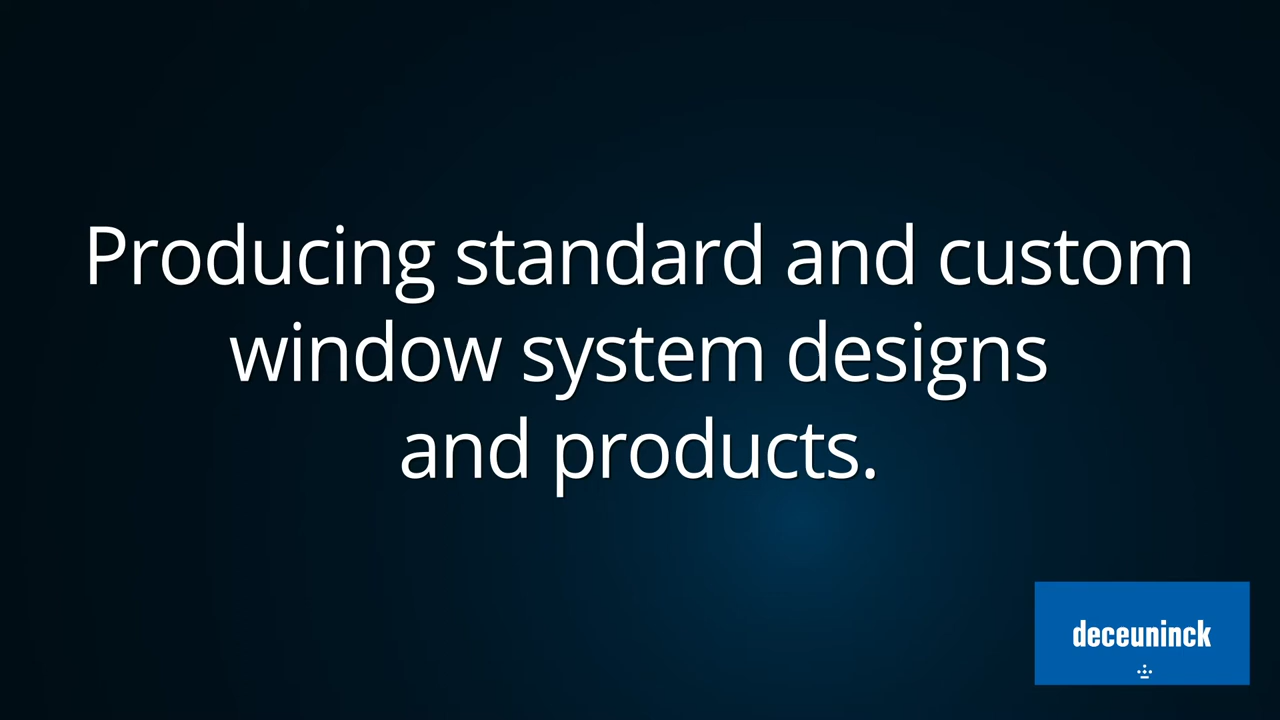 Producing standard and custom
window system designs
and products.
deceuninck